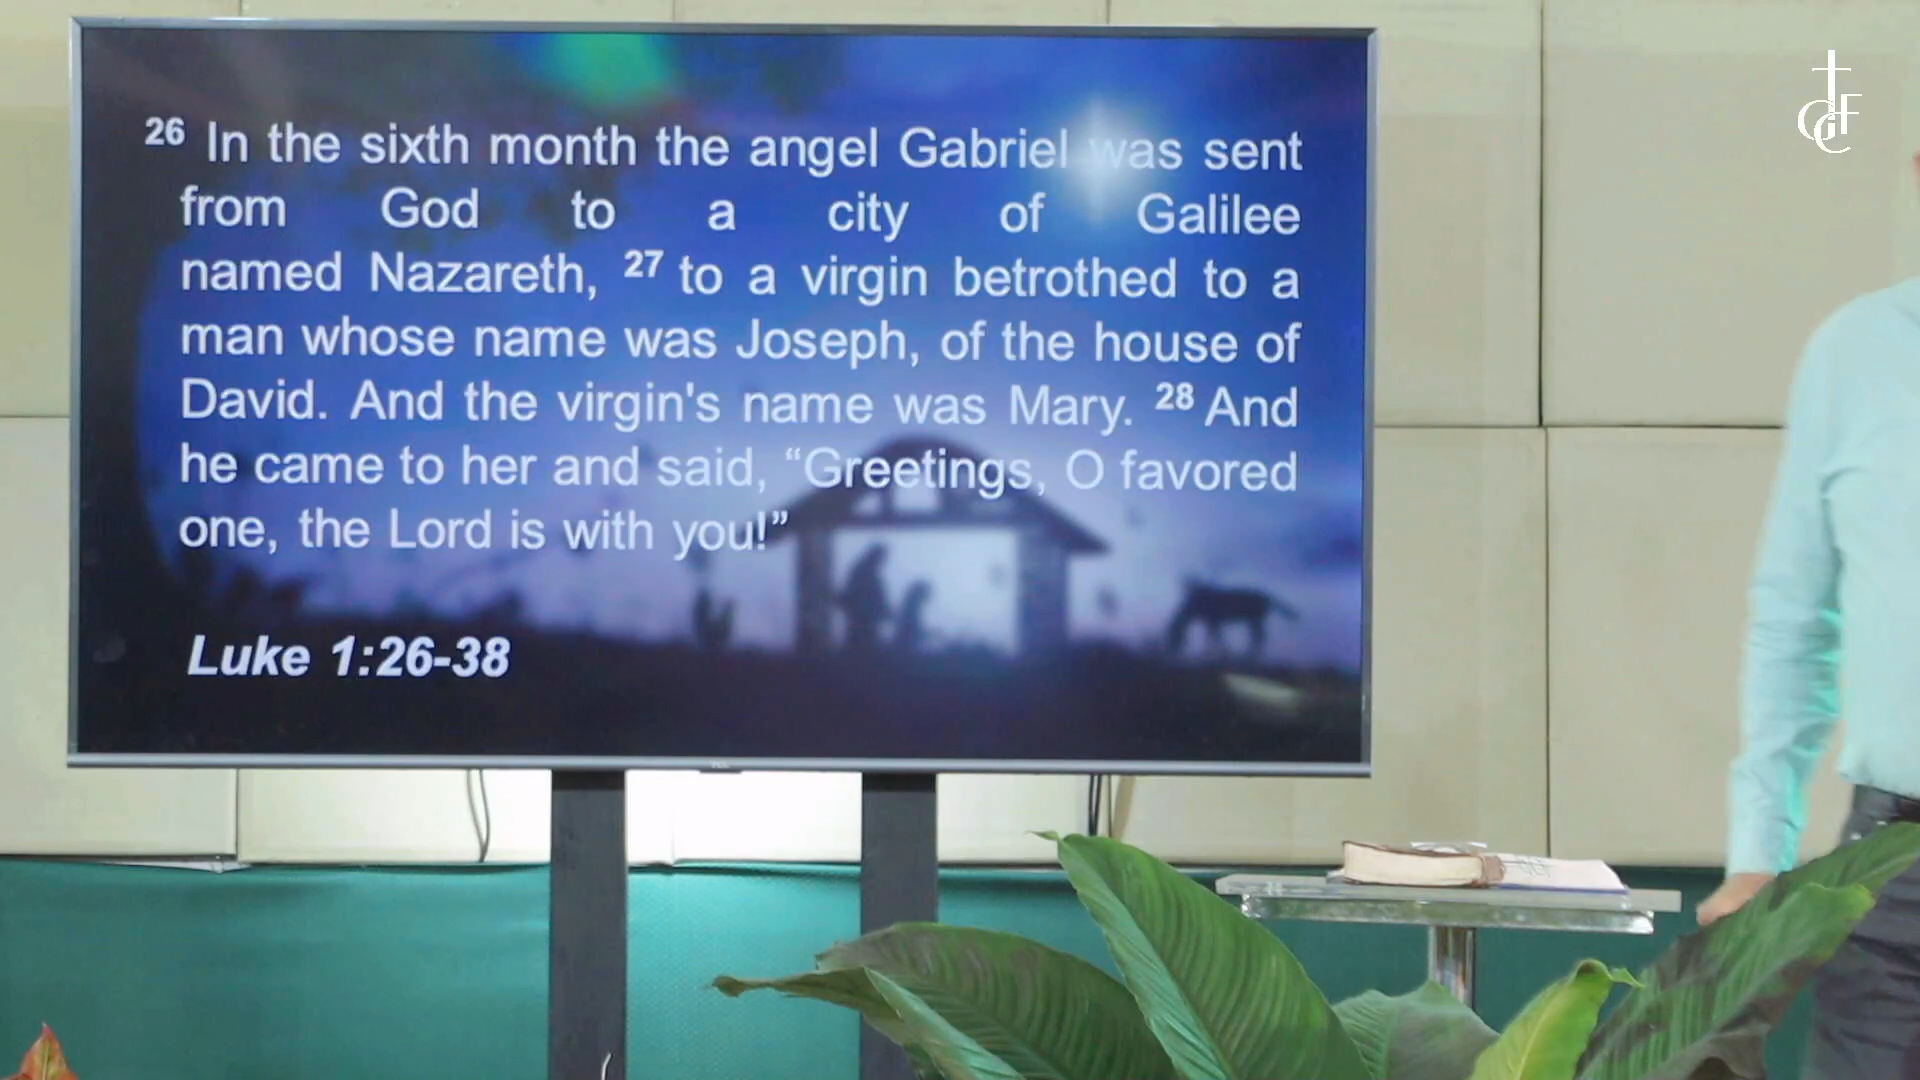 26 In the sixth month the angel Gabriel was sent
from God to a city of Galilee
named Nazareth, 27 to a virgin betrothed to a
man whose name was Joseph, of the house of
David. And the virgin's name was Mary. 28 And
he came to her and said, “Greetings, O favored
one, the Lord is with you!”
Luke 1:26-38